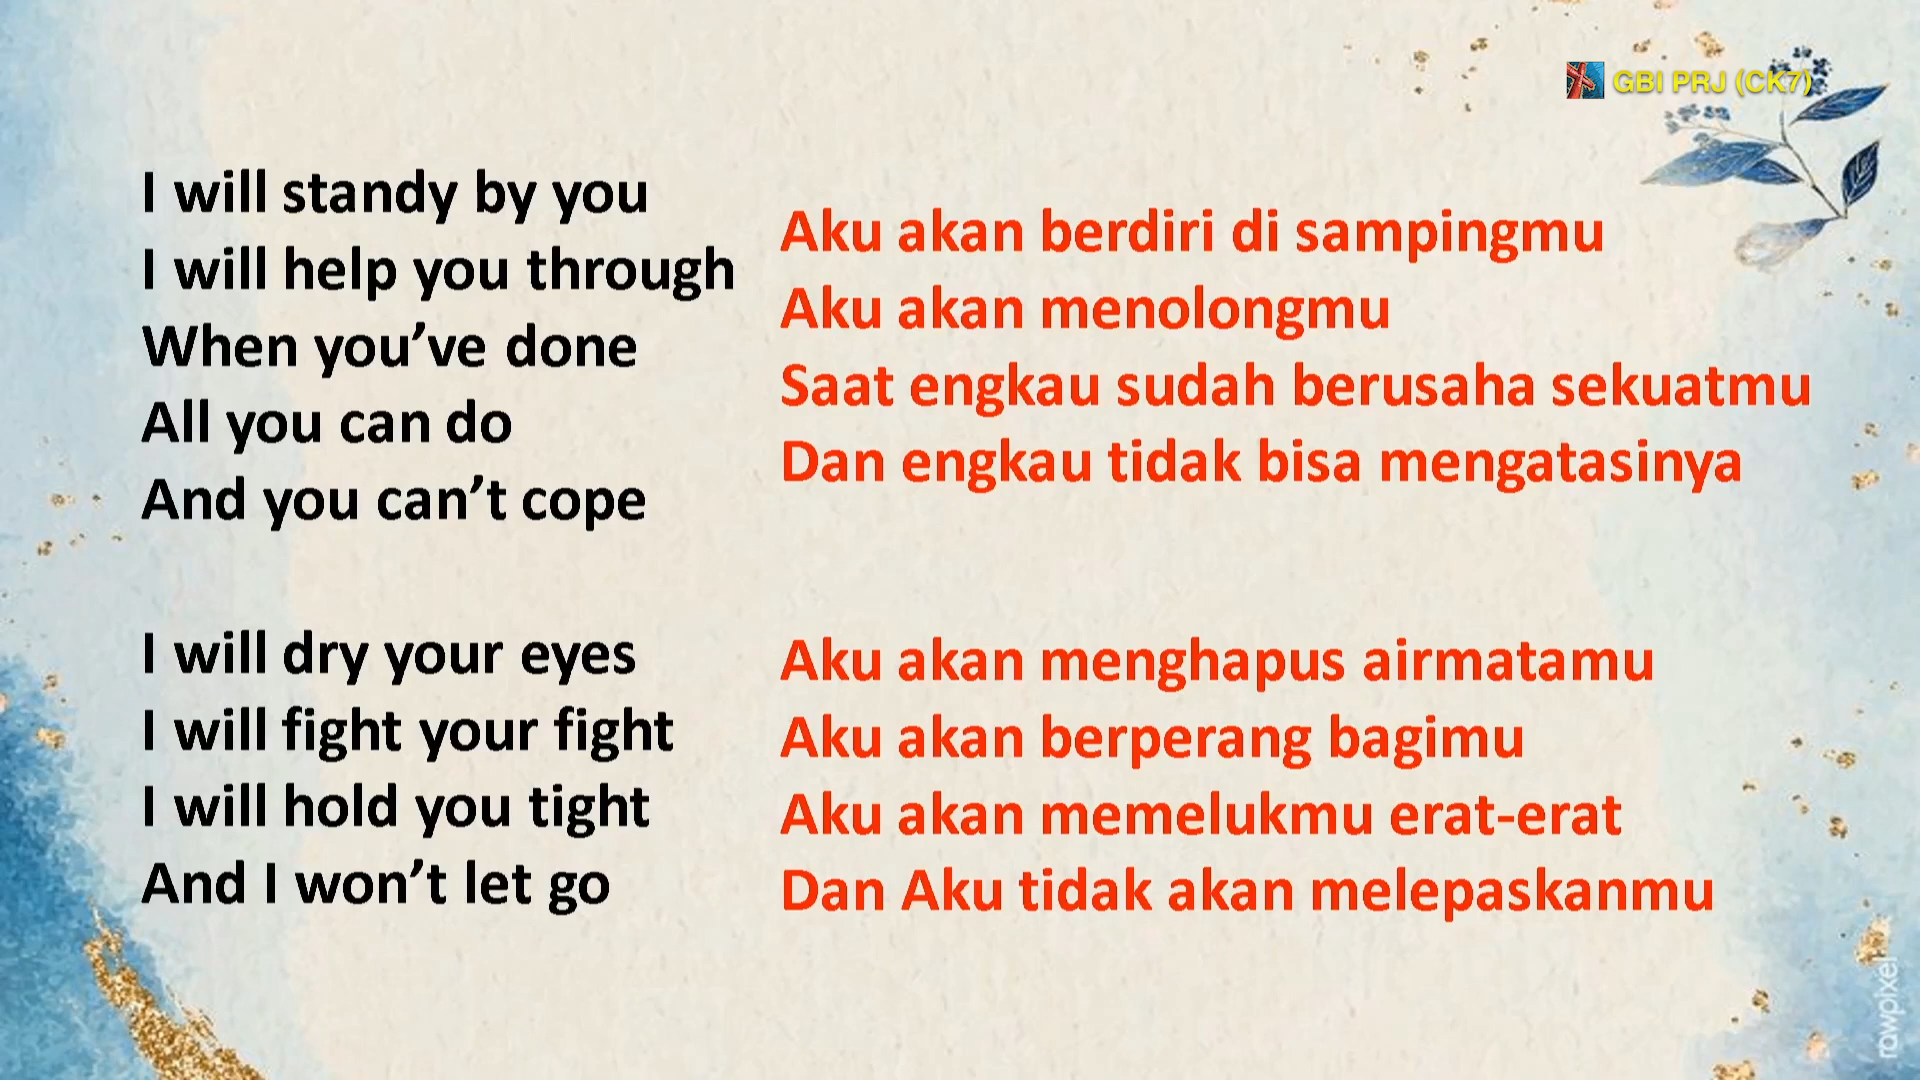 GBI PRJ (CK7)
I will standy by you
I will help you through
When you’ve done
All you can do
And you can’t cope
I will dry your eyes
I will fight your fight
I will hold you tight
And I won’t let go
Aku akan berdiri di sampingmu
Aku akan menolongmu
Saat engkau sudah berusaha sekuatmu
Dan engkau tidak bisa mengatasinya
Aku akan menghapus airmatamu
Aku akan berperang bagimu
Aku akan memelukmu erat-erat
Dan Aku tidak akan melepaskanmu
rawpixel